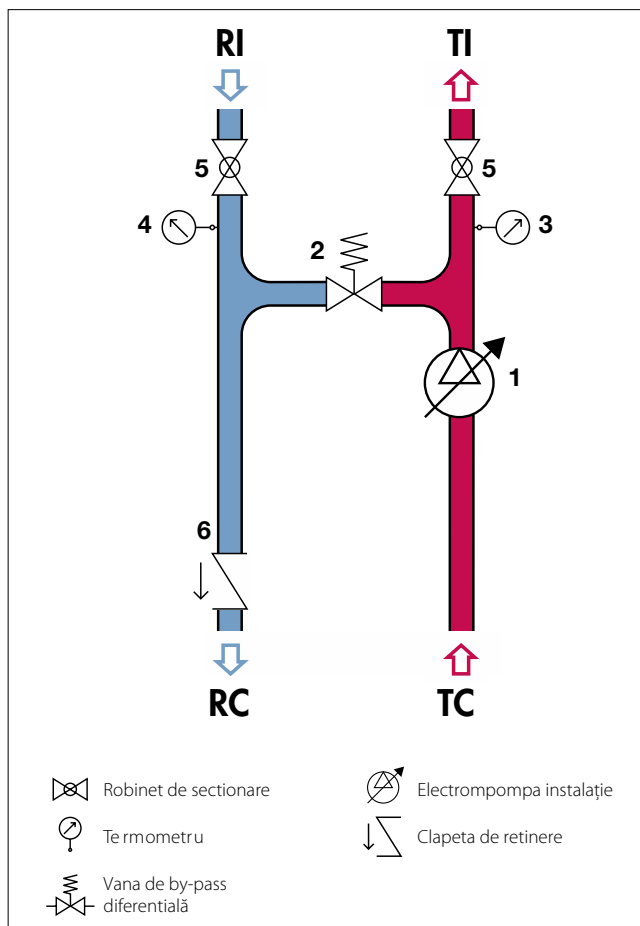 RI TI
5 5
4 2 3
1
6
RC TC
Robinet de sectionare
Electrompompa instalație
Te rmometru
Clapeta de retinere
Vana de by-pass
diferentială